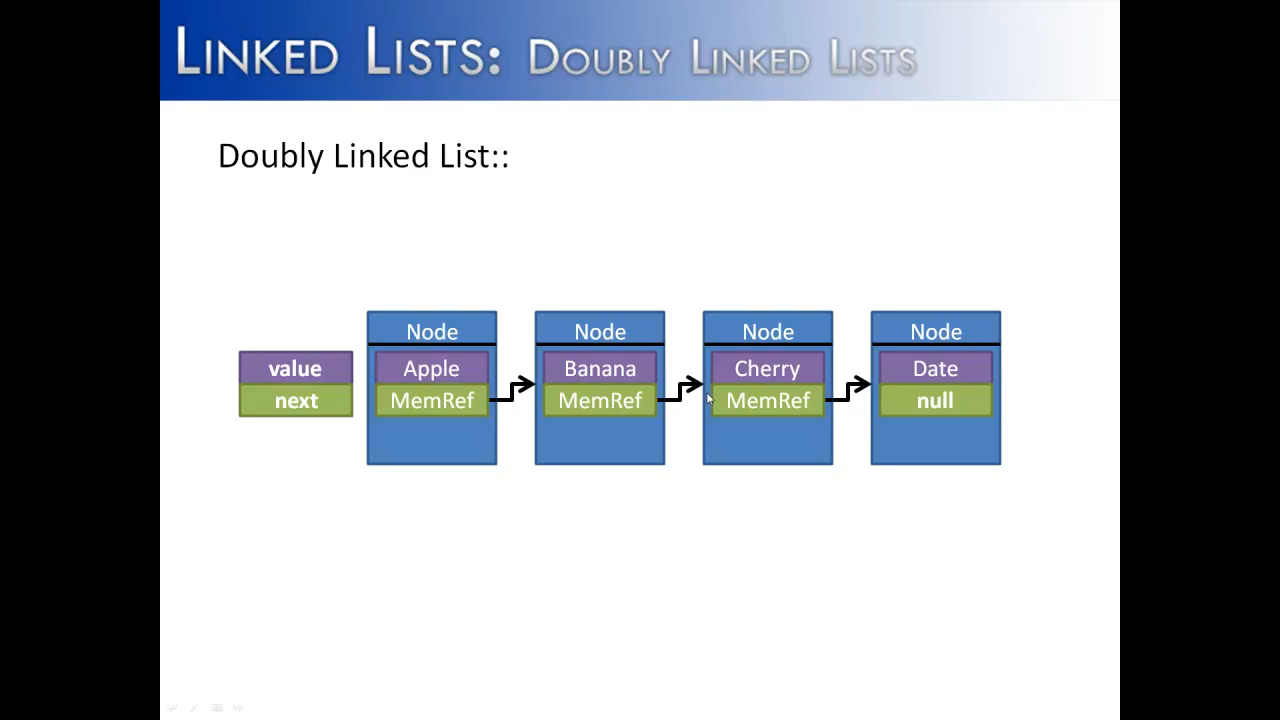 LINKED LISTS: DOUBLY LINKED LISTS
Doubly Linked List::
Node Node Node Node
value Apple Banana Cherry Date
next MemRef MemRef MemRef null